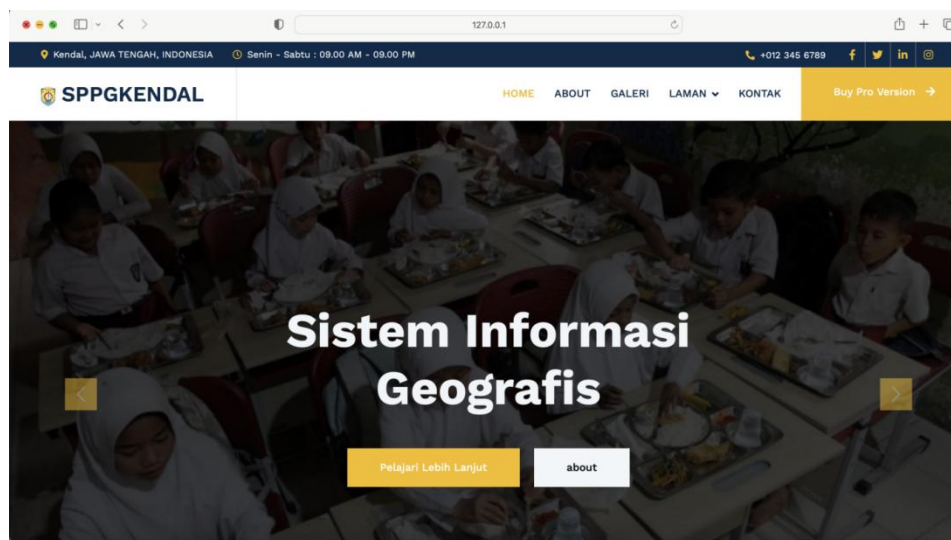 127.0.0.1
Kendal, JAWA TENGAH, INDONESIA Senin - Sabtu : 09.00 AM - 09.00 PM +012 345 6789
SPPGKENDAL HOME ABOUT GALERI LAMAN KONTAK Buy Pro Version
Sistem Informasi
Geografis
Pelajari Lebih Lanjut about